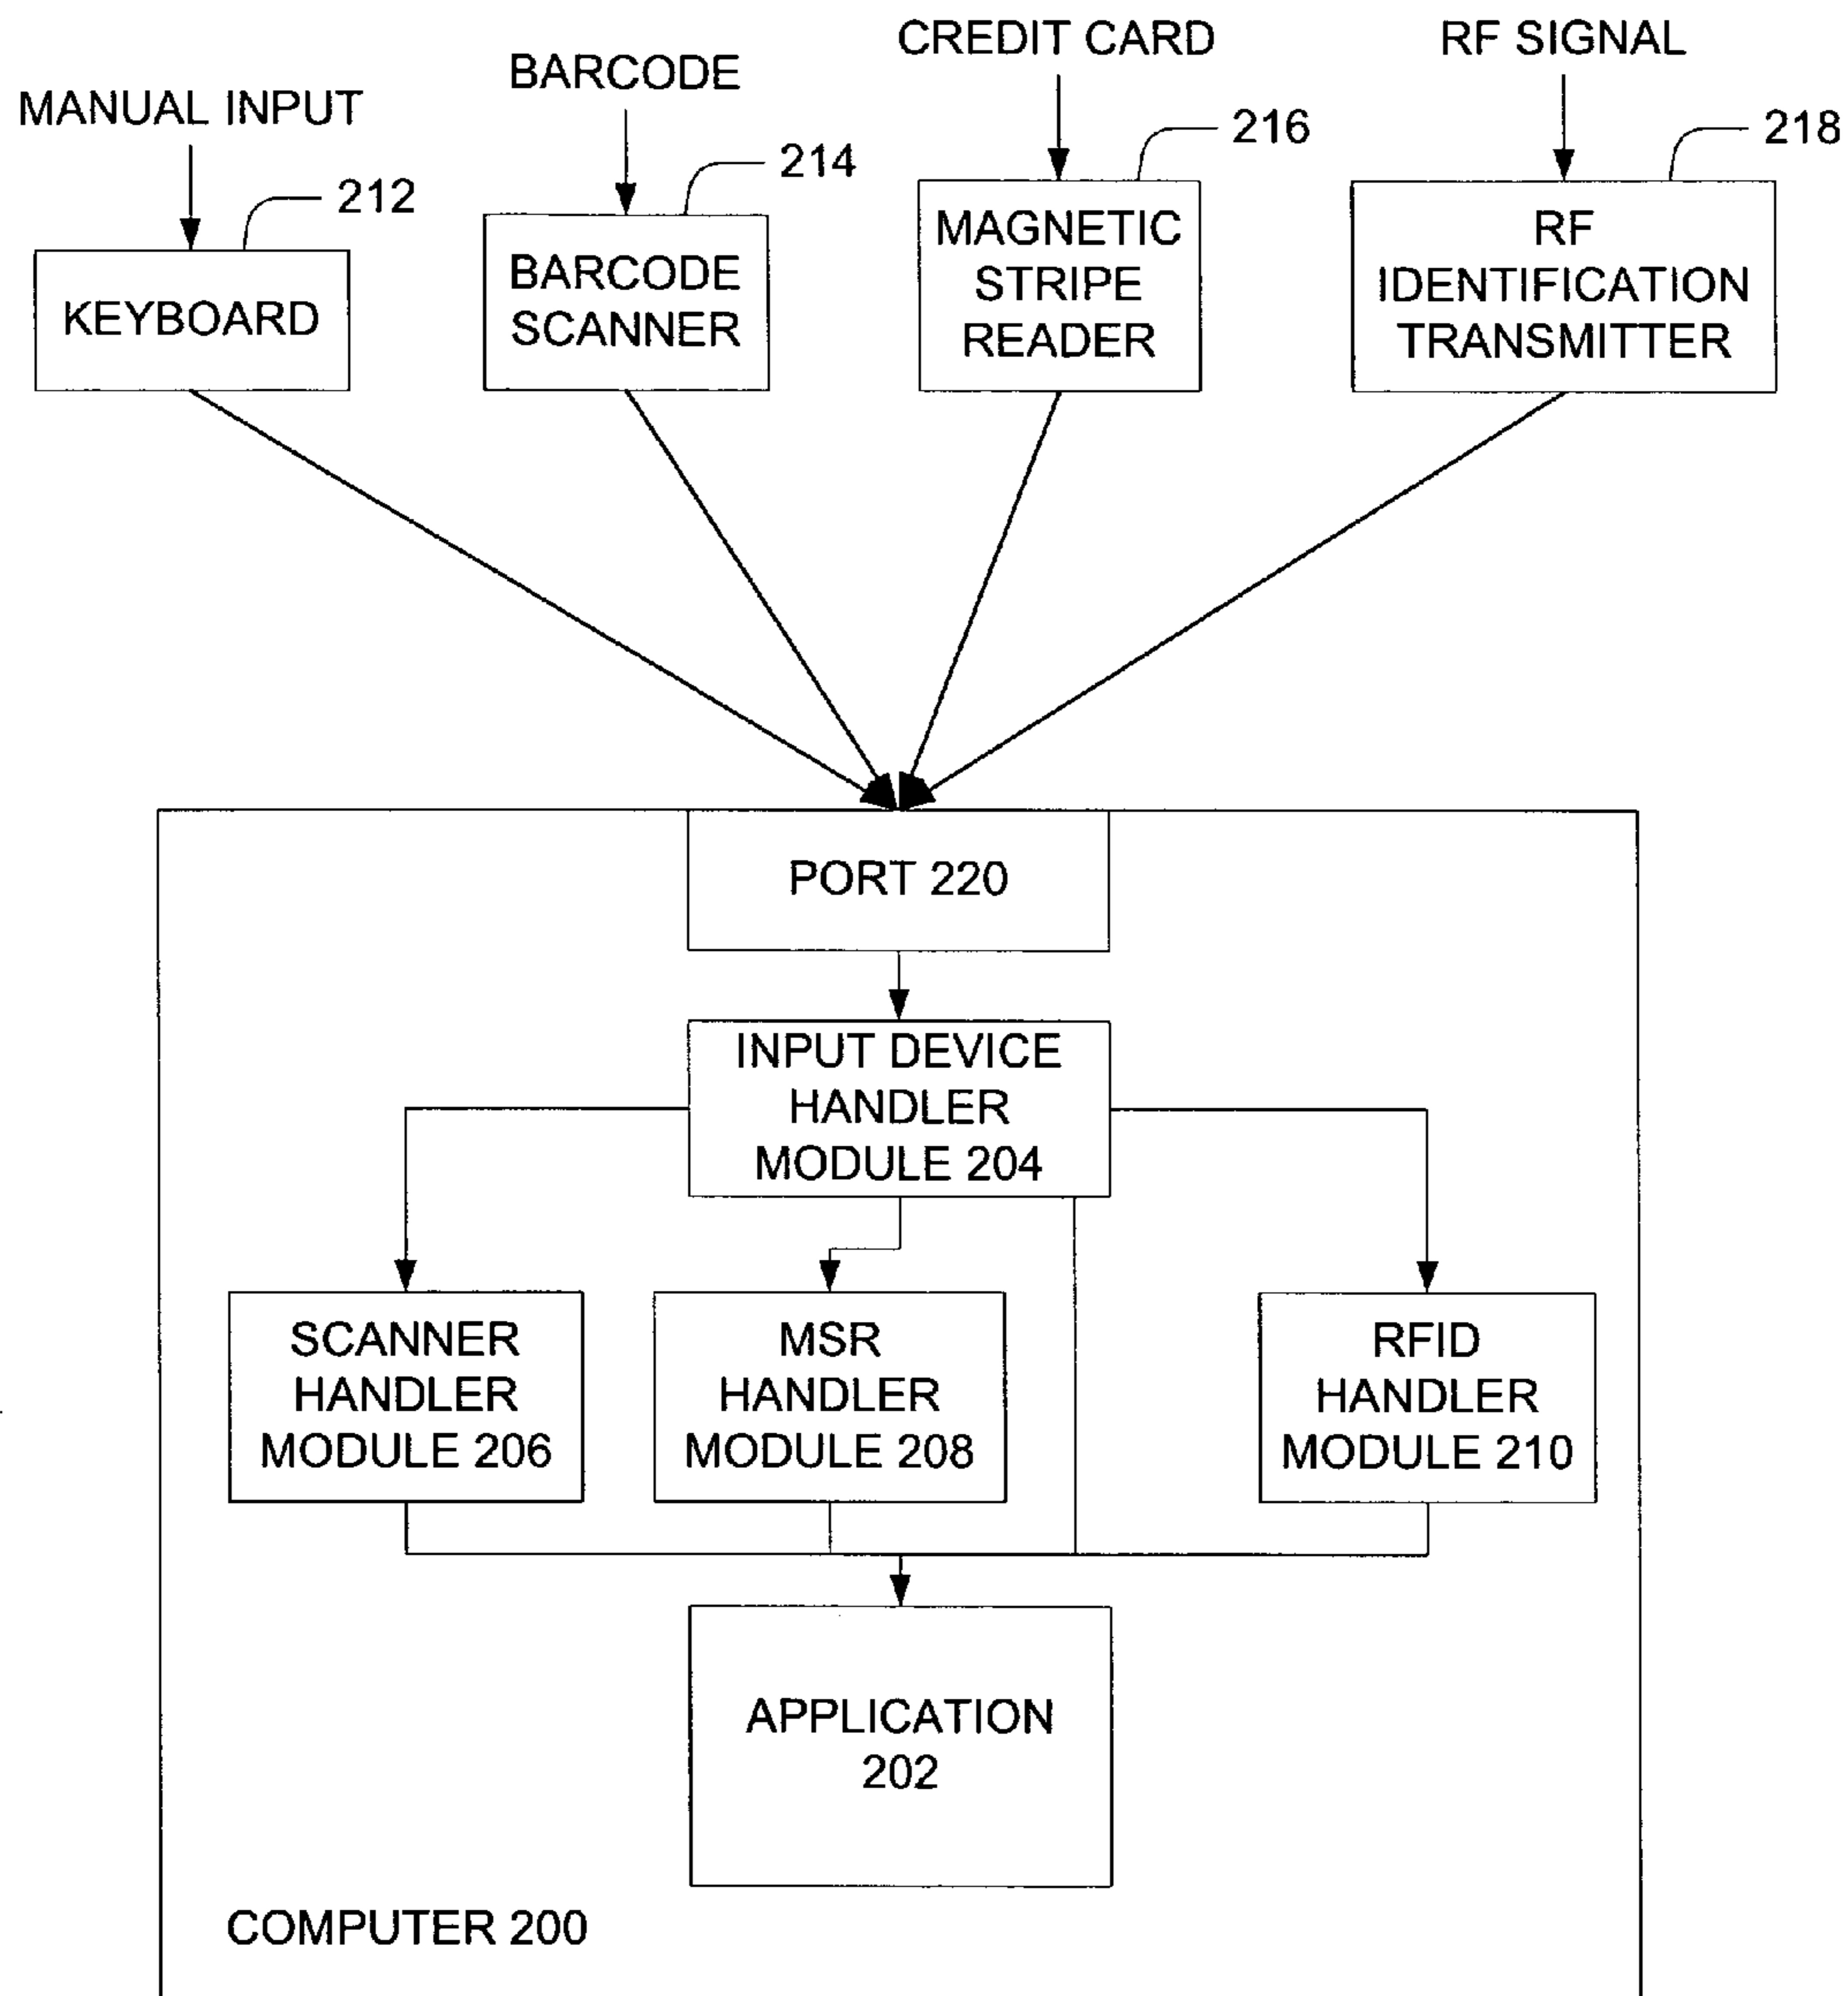 CREDIT CARD
RF SIGNAL
BARCODE
MANUAL INPUT
216
218
214
212
KEYBOARD
BARCODE
SCANNER
MAGNETIC
STRIPE
READER
RF
IDENTIFICATION
TRANSMITTER
PORT 220
INPUT DEVICE
HANDLER
MODULE 204
SCANNER
HANDLER
MODULE 206
MSR
HANDLER
MODULE 208
RFID
HANDLER
MODULE 210
APPLICATION
202
COMPUTER 200